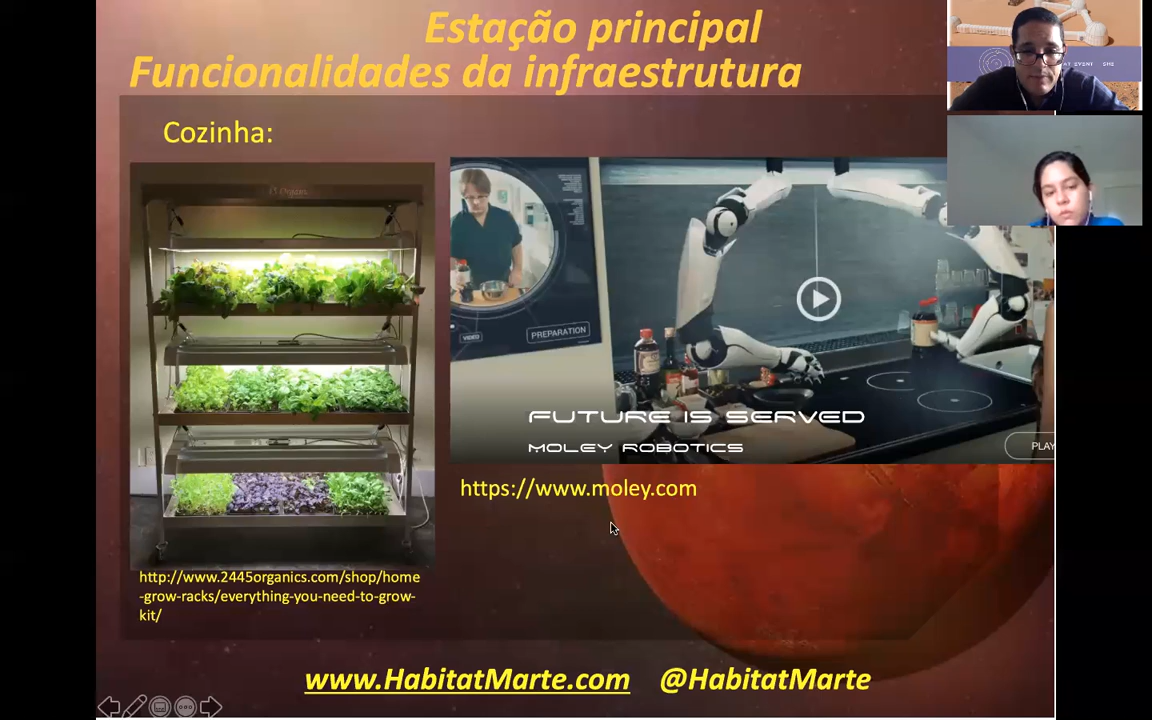 Estação principal
Funcionalidades da infraestrutura
Cozinha:
VIDEO
PREPARATION
FUTURE IS SERVED
MOLEY ROBOTICS
PLAY
https://www.moley.com
http://www.2445organics.com/shop/home
-grow-racks/everything-you-need-to-grow-
kit/
www.HabitatMarte.com @HabitatMarte